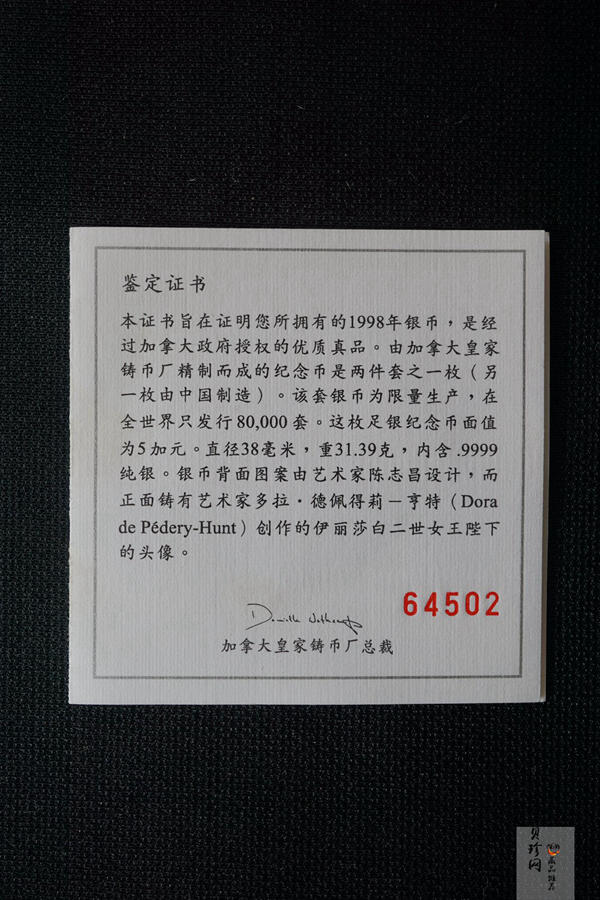 鉴定证书
本证书旨在证明您所拥有的1998年银币，是经
过加拿大政府授权的优质真品。由加拿大皇家
铸币厂精制而成的纪念币是两件套之一枚（另
一枚由中国制造）。该套银币为限量生产，在
全世界只发行80,000套。这枚足银纪念币面值
为5加元。直径38毫米，重31.39克，内含.9999
纯银。银币背面图案由艺术家陈志昌设计，而
正面铸有艺术家多拉·德佩得莉－亨特（Dora
de Pédery-Hunt）创作的伊丽莎白二世女王陛下
的头像。
64502
加拿大皇家铸币厂总裁
贝珍网